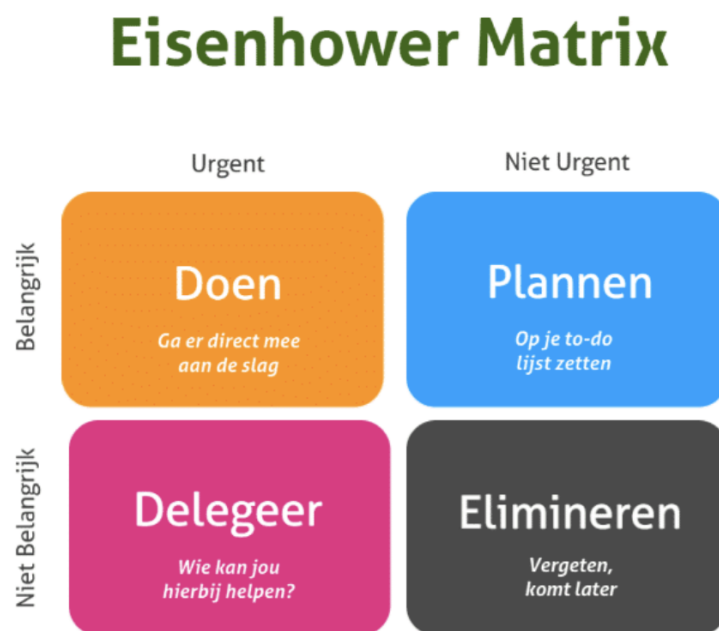 Eisenhower Matrix
Urgent
Niet Urgent
Belangrijk
Doen
Ga er direct mee
aan de slag
Plannen
Op je to-do
lijst zetten
Niet Belangrijk
Delegeer
Wie kan jou
hierbij helpen?
Elimineren
Vergeten,
komt later